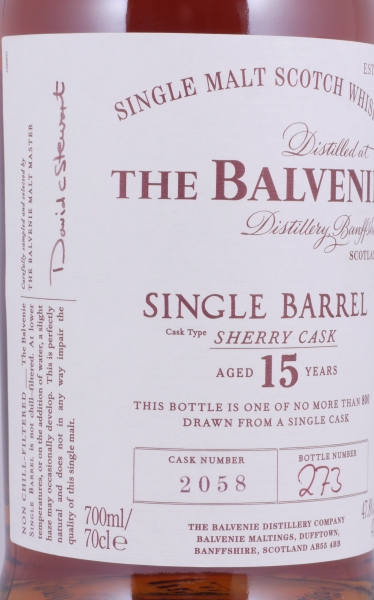 SINGLE MALT SCOTCH
Distilled at
THE BALVENIE
Distillery,
SINGLE BARREL
Cask Type SHERRY CASK
AGED 15 YEARS
THIS BOTTLE IS ONE OF NO MORE THAN 800
DRAWN FROM A SINGLE CASK
CASK NUMBER
2058
BOTTLE NUMBER
273
700ml/
70cl e
THE BALVENIE DISTILLERY COMPANY
BALVENIE MALTINGS, DUFFTOWN,
BANFFSHIRE, SCOTLAND AB55 4BB
Carefully sampled and selected by
THE BALVENIE MALT MASTER
David C Stewart
NON CHILL-FILTERED __ The Balvenie
Single Barrel is not chill-filtered. At lower
temperatures, or on the addition of water, a slight
haze may occasionally develop. This is perfectly
natural and does not in any way impair the
quality of this single malt.